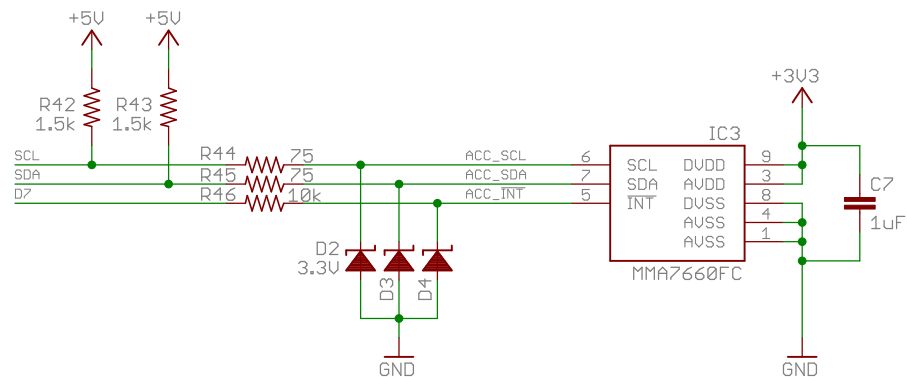 +5V +5V
+3V3
R42 R43
1.5k 1.5k
IC3
SCL R44 75 ACC_SCL 6 SCL DVDD 9
SDA R45 75 ACC_SDA 7 SDA AVDD 3
D7 R46 10k ACC_INT 5 INT DVSS 8
AVSS 4
AVSS 1
C7
1uF
D2
3.3V
D3 D4
MMA7660FC
GND GND